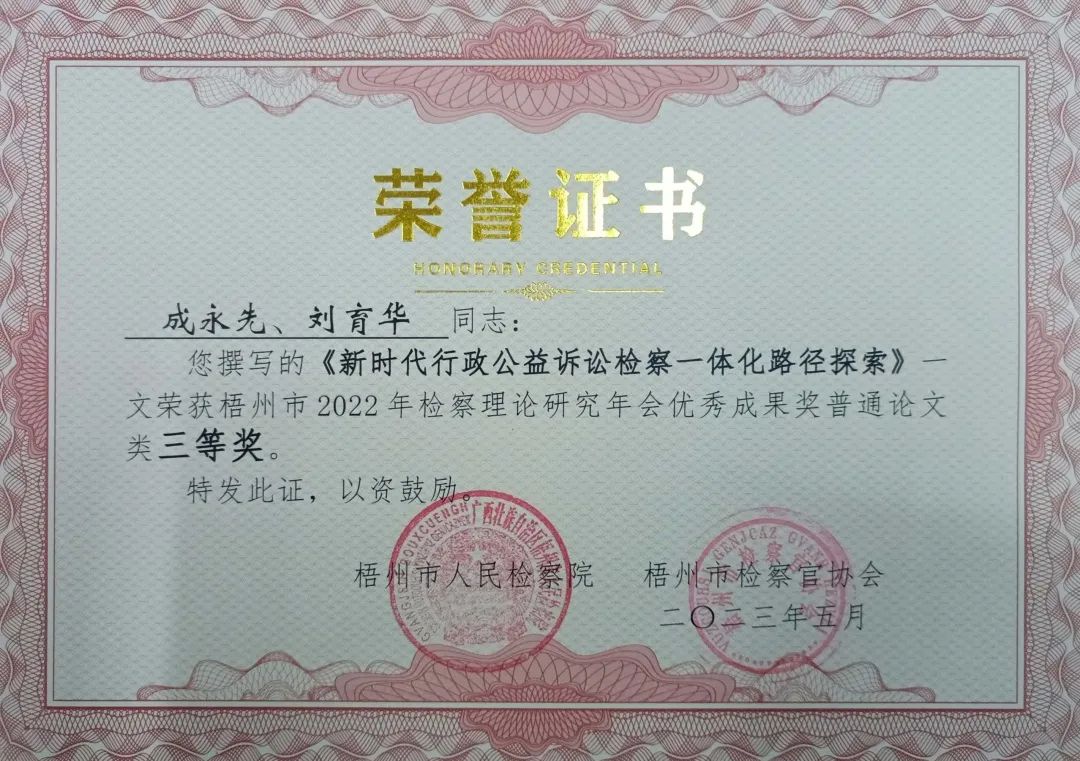 荣誉证书
HONORARY CREDENTIAL
成永先、刘育华 同志：
您撰写的《新时代行政公益诉讼检察一体化路径探索》一
文荣获梧州市2022年检察理论研究年会优秀成果奖普通论文
类三等奖。
特发此证，以资鼓励。
梧州市人民检察院 梧州市检察官协会
二〇二三年五月